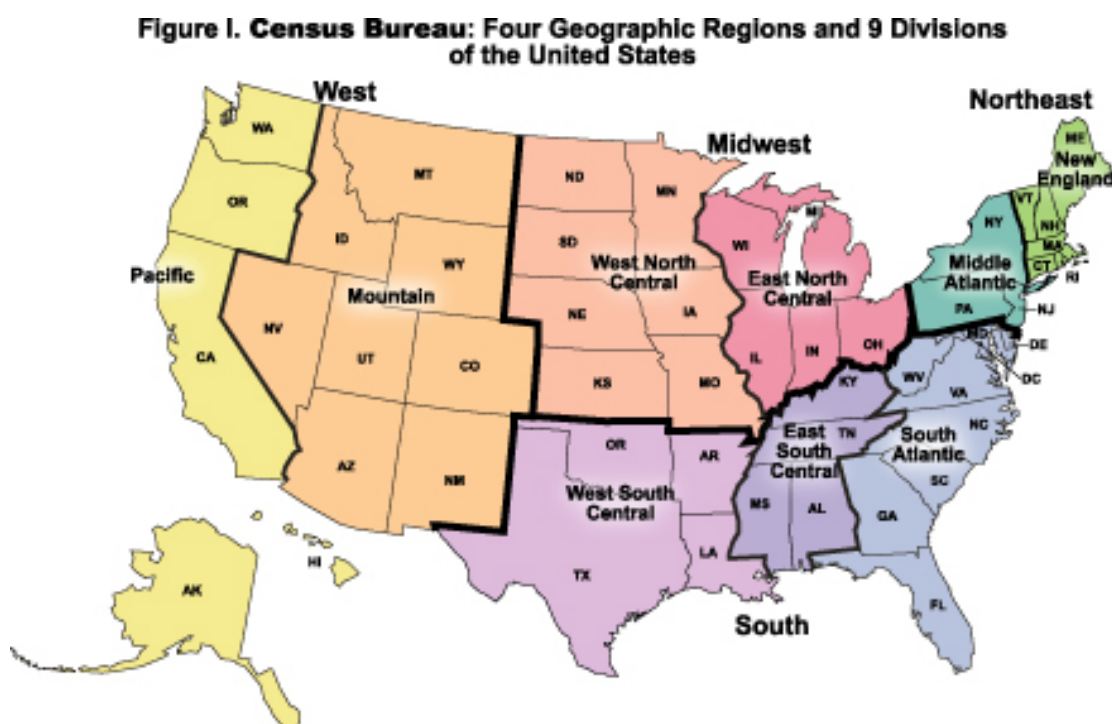 Figure I. Census Bureau: Four Geographic Regions and 9 Divisions
of the United States
West
Northeast
Midwest
WA
MT
ND
MN
ME
New
England
VT
NH
MA
CT
RI
OR
ID
SD
WI
MI
NY
Pacific
WY
Mountain
West North
Central
East North
Central
Middle
Atlantic
NV
NE
IA
PA
NJ
CA
UT
CO
KS
MO
IL
IN
OH
MD
DE
DC
WV
VA
KY
AZ
NM
OR
AR
East
South
Central
TN
South
Atlantic
NC
SC
West South
Central
MS
AL
GA
TX
LA
FL
AK
HI
South